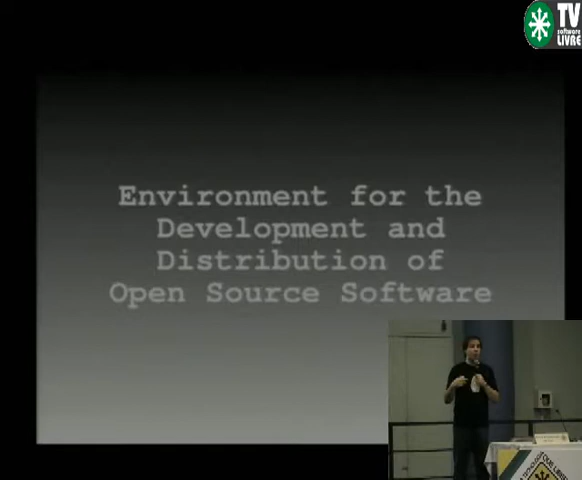 TV
software
LIVRE
Environment for the
Development and
Distribution of
Open Source Software